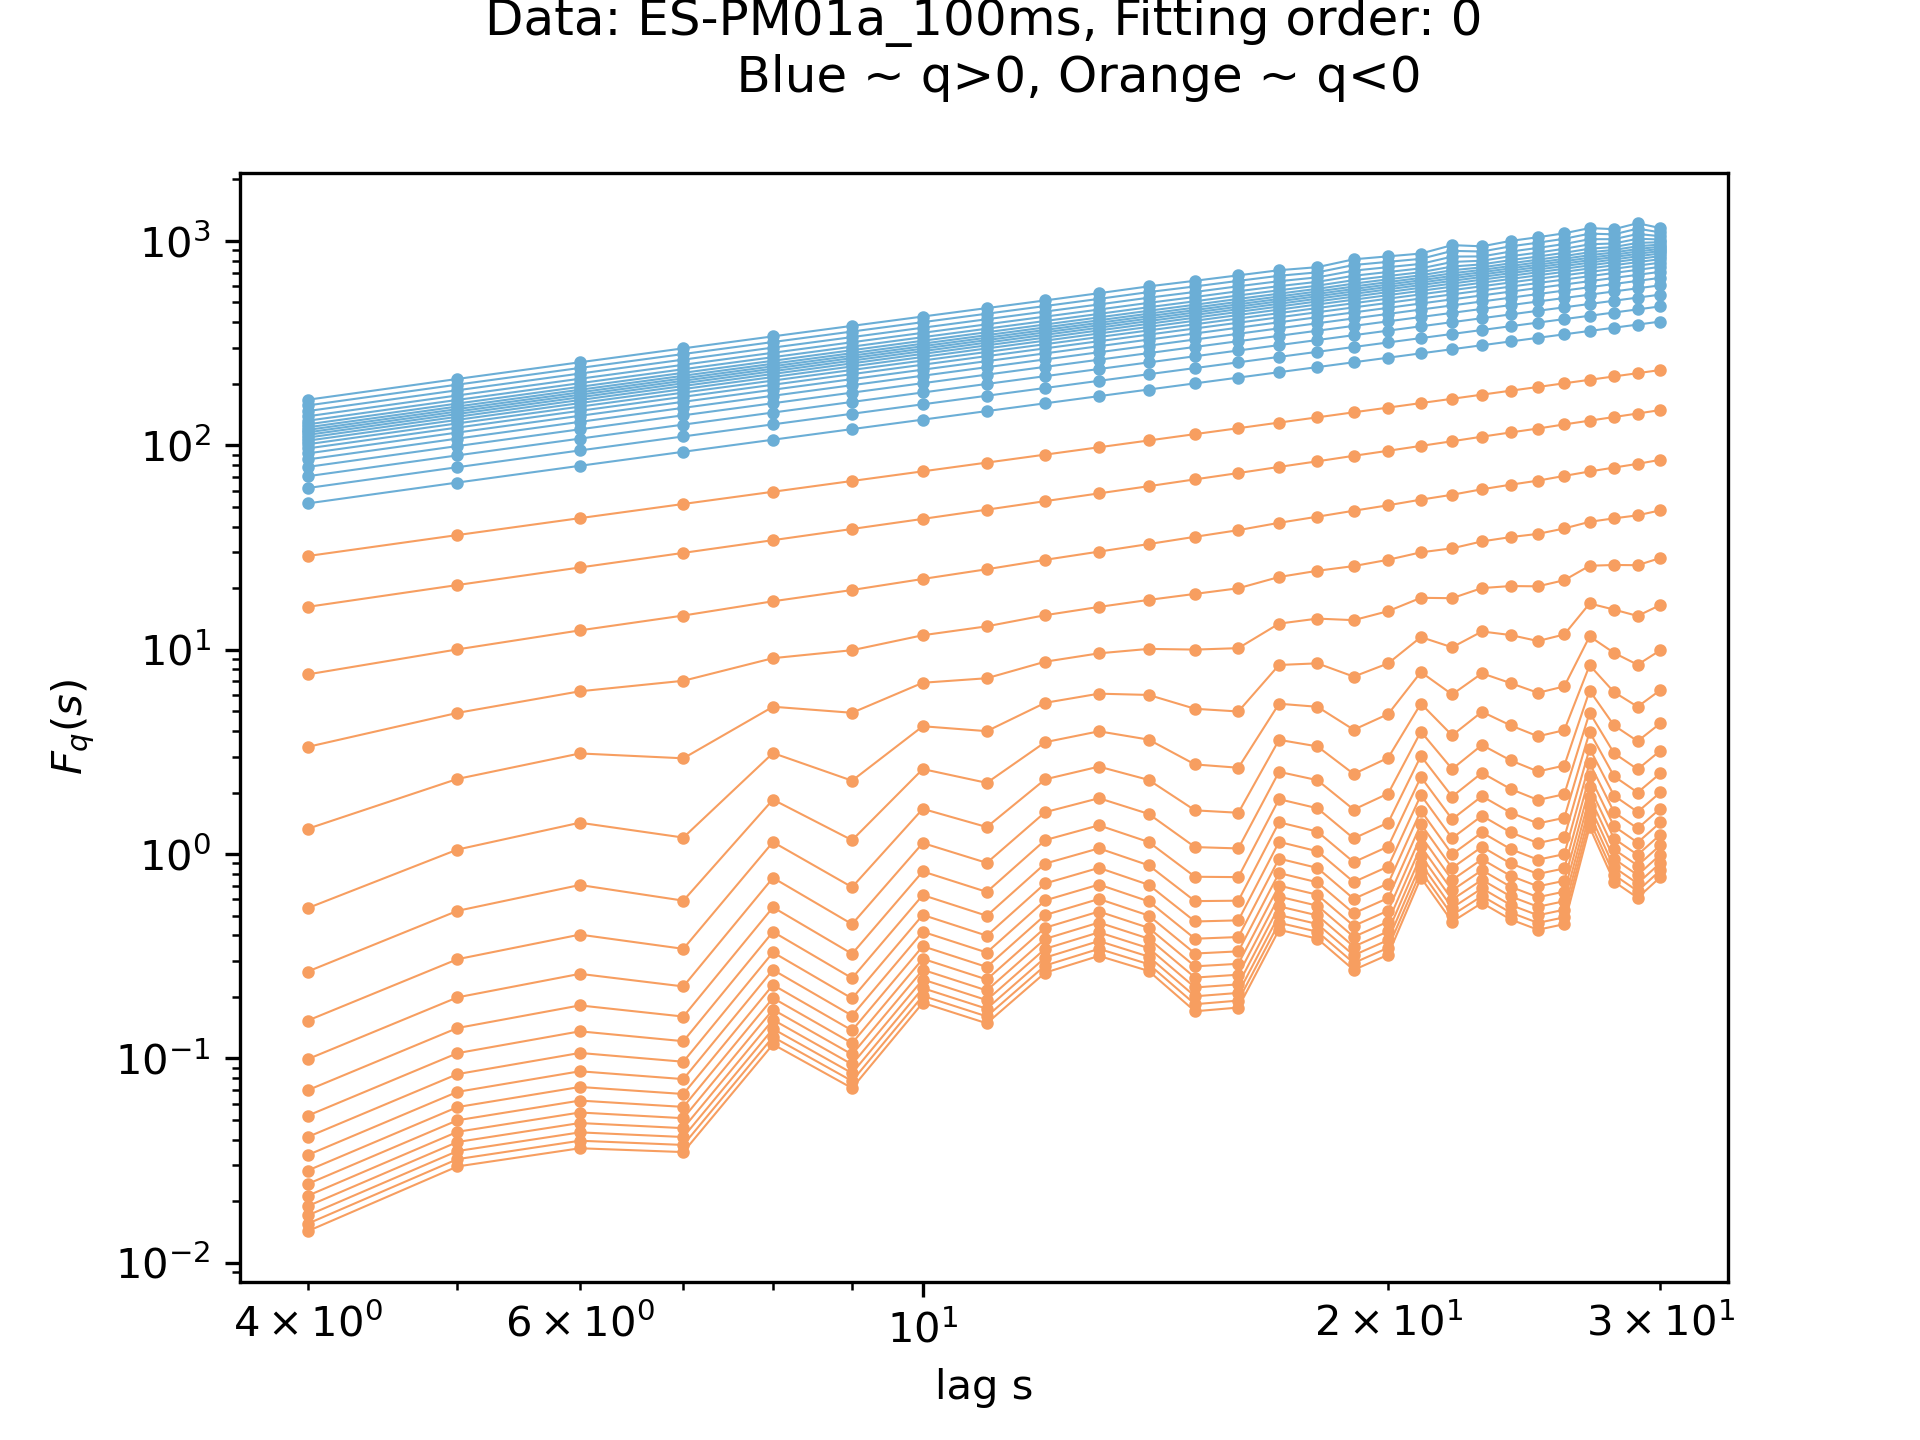 Data: ES-PM01a_100ms, Fitting order: 0
Blue ~ q>0, Orange ~ q<0
10³
10²
10¹
10⁰
10⁻¹
10⁻²
F_q(s)
4 × 10⁰
6 × 10⁰
10¹
2 × 10¹
3 × 10¹
lag s